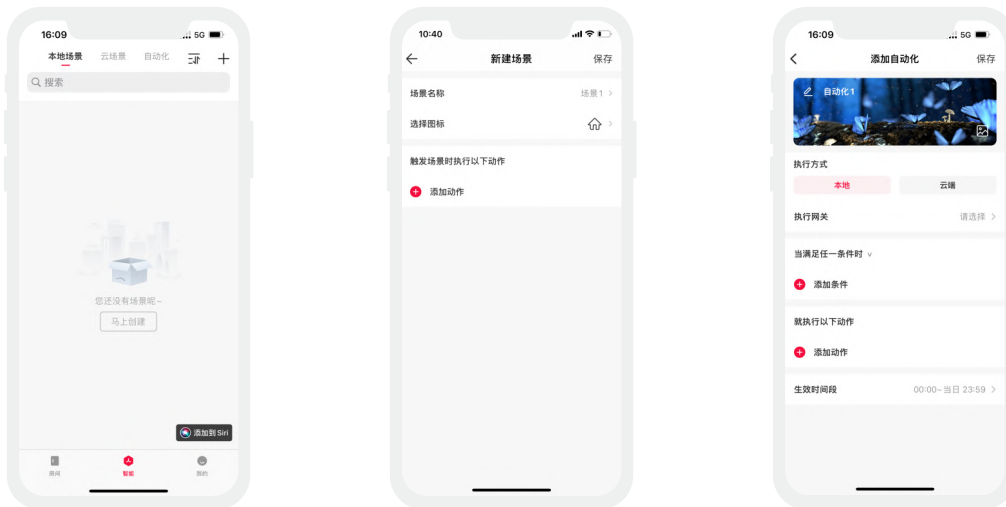 16:09
5G
本地场景 云场景 自动化
搜索
您还没有场景呢~
马上创建
添加到 Siri
房间 智能 我的
10:40
新建场景 保存
场景名称 场景1
选择图标
触发场景时执行以下动作
添加动作
16:09
5G
添加自动化 保存
自动化1
执行方式
本地 云端
执行网关 请选择
当满足任一条件时
添加条件
就执行以下动作
添加动作
生效时间段 00:00~当日 23:59